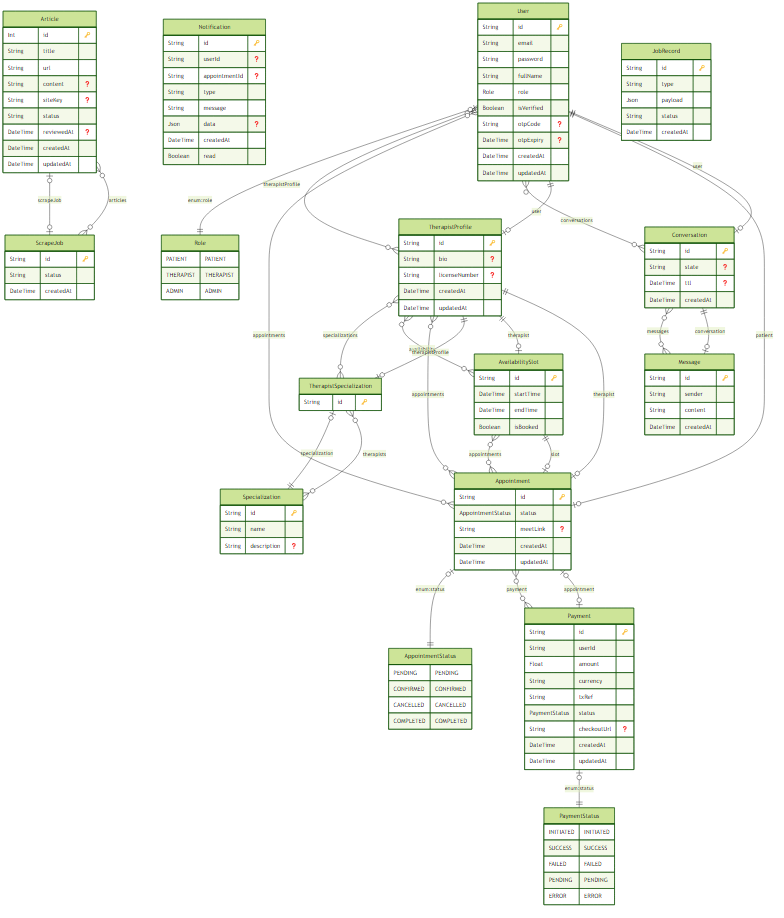 Article
Int id 🔑
String title
String url
String content ?
String siteKey ?
String status
DateTime reviewedAt ?
DateTime createdAt
DateTime updatedAt
Notification
String id 🔑
String userId ?
String appointmentId ?
String type
String message
Json data ?
DateTime createdAt
Boolean read
User
String id 🔑
String email
String password
String fullName
Role role
Boolean isVerified
String otpCode ?
DateTime otpExpiry ?
DateTime createdAt
DateTime updatedAt
JobRecord
String id 🔑
String type
Json payload
String status
DateTime createdAt
scrapeJob
articles
enum:role
therapistProfile
user
conversations
user
ScrapeJob
String id 🔑
String status
DateTime createdAt
Role
PATIENT PATIENT
THERAPIST THERAPIST
ADMIN ADMIN
TherapistProfile
String id 🔑
String bio ?
String licenseNumber ?
DateTime createdAt
DateTime updatedAt
Conversation
String id 🔑
String state ?
String ttl ?
DateTime createdAt
appointments
specializations
therapistProfile
therapist
messages
conversation
patient
TherapistSpecialization
String id 🔑
AvailabilitySlot
String id 🔑
DateTime startTime
DateTime endTime
Boolean isBooked
Message
String id 🔑
String sender
String content
DateTime createdAt
appointments
therapist
specialization
therapists
appointments
slot
Specialization
String id 🔑
String name
String description ?
Appointment
String id 🔑
AppointmentStatus status
String meetLink ?
DateTime createdAt
DateTime updatedAt
enum:status
payment
appointment
AppointmentStatus
PENDING PENDING
CONFIRMED CONFIRMED
CANCELLED CANCELLED
COMPLETED COMPLETED
Payment
String id 🔑
String userId
Float amount
String currency
String txRef
PaymentStatus status
String checkoutUrl ?
DateTime createdAt
DateTime updatedAt
enum:status
PaymentStatus
INITIATED INITIATED
SUCCESS SUCCESS
FAILED FAILED
PENDING PENDING
ERROR ERROR